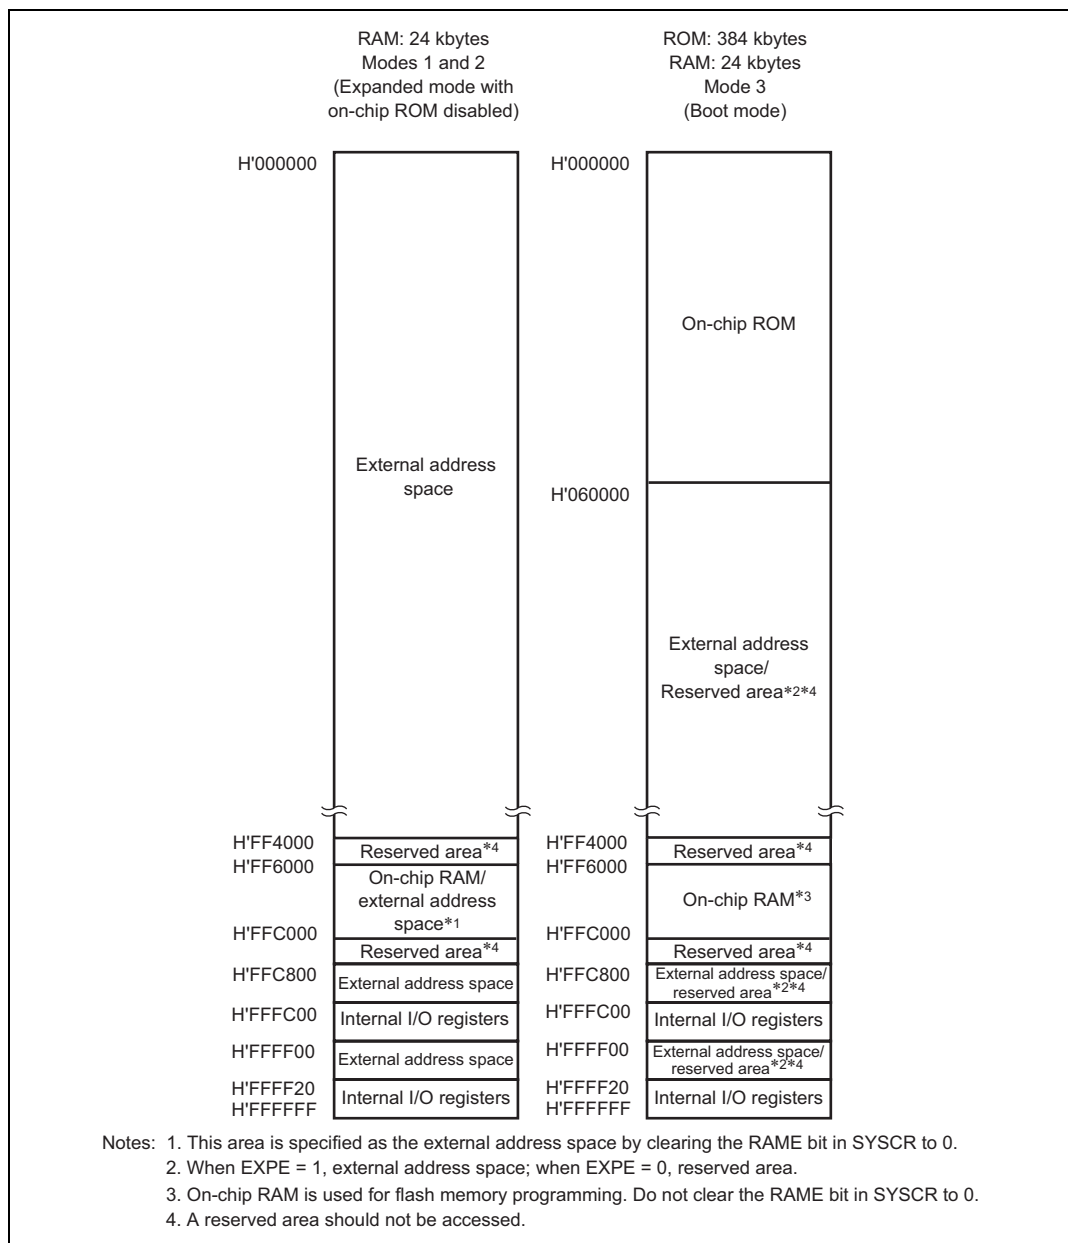 RAM: 24 kbytes
Modes 1 and 2
(Expanded mode with
on-chip ROM disabled)
H'000000
External address
space
H'FF4000
Reserved area*4
H'FF6000
On-chip RAM/
external address
space*1
H'FFC000
Reserved area*4
H'FFC800
External address space
H'FFFC00
Internal I/O registers
H'FFFF00
External address space
H'FFFF20
Internal I/O registers
H'FFFFFF
ROM: 384 kbytes
RAM: 24 kbytes
Mode 3
(Boot mode)
H'000000
On-chip ROM
H'060000
External address
space/
Reserved area*2*4
H'FF4000
Reserved area*4
H'FF6000
On-chip RAM*3
H'FFC000
Reserved area*4
H'FFC800
External address space/
reserved area*2*4
H'FFFC00
Internal I/O registers
H'FFFF00
External address space/
reserved area*2*4
H'FFFF20
Internal I/O registers
H'FFFFFF
Notes: 1. This area is specified as the external address space by clearing the RAME bit in SYSCR to 0.
2. When EXPE = 1, external address space; when EXPE = 0, reserved area.
3. On-chip RAM is used for flash memory programming. Do not clear the RAME bit in SYSCR to 0.
4. A reserved area should not be accessed.